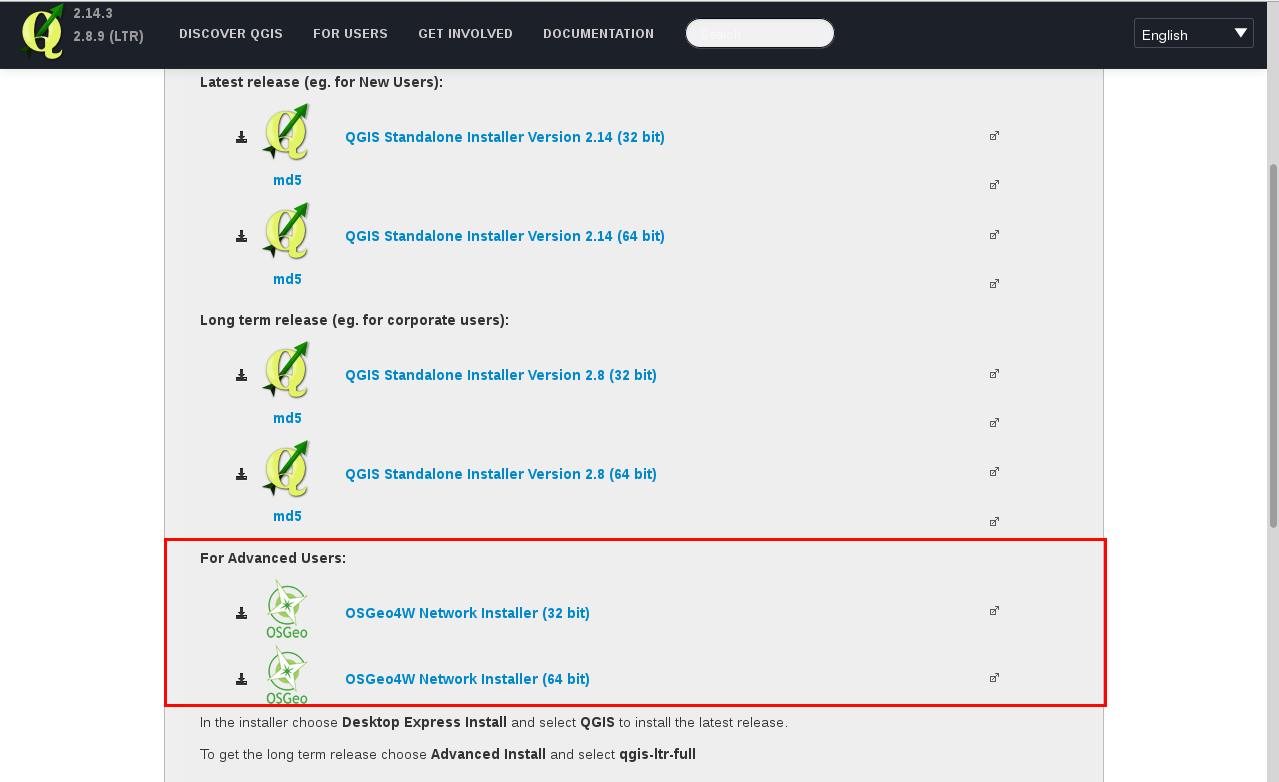 2.14.3
2.8.9 (LTR)
DISCOVER QGIS FOR USERS GET INVOLVED DOCUMENTATION Search English
Latest release (eg. for New Users):
QGIS Standalone Installer Version 2.14 (32 bit)
md5
QGIS Standalone Installer Version 2.14 (64 bit)
md5
Long term release (eg. for corporate users):
QGIS Standalone Installer Version 2.8 (32 bit)
md5
QGIS Standalone Installer Version 2.8 (64 bit)
md5
For Advanced Users:
OSGeo4W Network Installer (32 bit)
OSGeo
OSGeo4W Network Installer (64 bit)
OSGeo
In the installer choose Desktop Express Install and select QGIS to install the latest release.
To get the long term release choose Advanced Install and select qgis-ltr-full